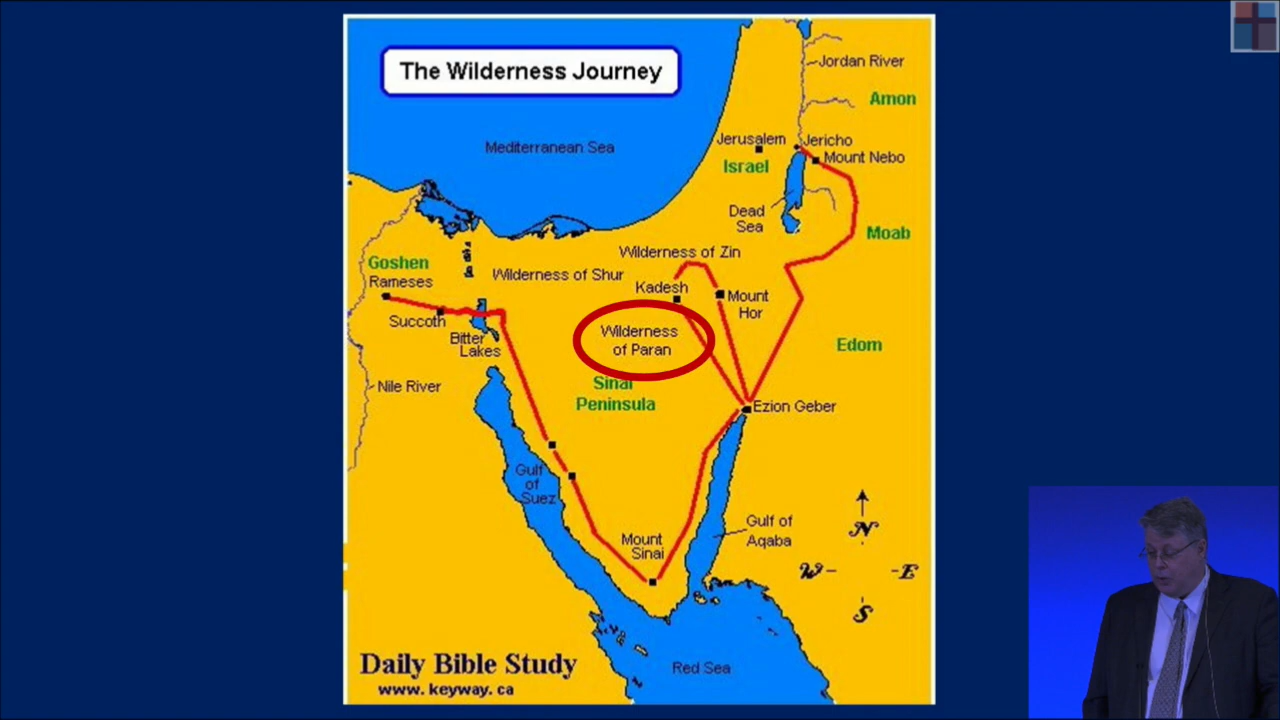 The Wilderness Journey
Jordan River
Amon
Mediterranean Sea
Jerusalem
Jericho
Mount Nebo
Israel
Dead
Sea
Moab
Wilderness of Zin
Goshen
Rameses
Wilderness of Shur
Kadesh
Mount
Hor
Succoth
Bitter
Lakes
Wilderness
of Paran
Edom
Nile River
Sinai
Peninsula
Ezion Geber
Gulf
of
Suez
Mount
Sinai
Gulf of
Aqaba
N
W
E
S
Daily Bible Study
www.keyway.ca
Red Sea